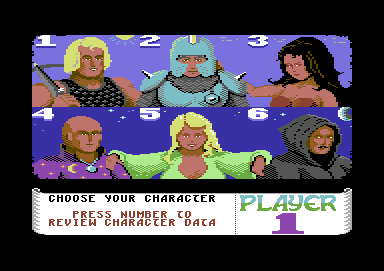 1 2 3
4 5 6
CHOOSE YOUR CHARACTER
PRESS NUMBER TO
REVIEW CHARACTER DATA
PLAYER
1